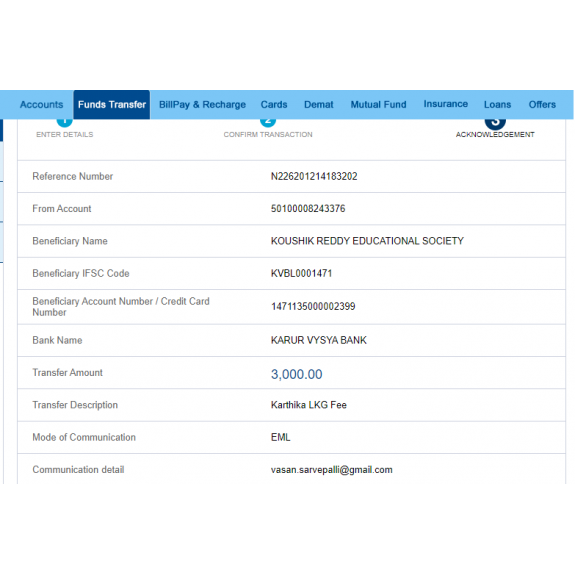 Accounts Funds Transfer BillPay & Recharge Cards Demat Mutual Fund Insurance Loans Offers
1 2 3
ENTER DETAILS CONFIRM TRANSACTION ACKNOWLEDGEMENT
Reference Number N226201214183202
From Account 50100008243376
Beneficiary Name KOUSHIK REDDY EDUCATIONAL SOCIETY
Beneficiary IFSC Code KVBL0001471
Beneficiary Account Number / Credit Card
Number 1471135000002399
Bank Name KARUR VYSYA BANK
Transfer Amount 3,000.00
Transfer Description Karthika LKG Fee
Mode of Communication EML
Communication detail vasan.sarvepalli@gmail.com